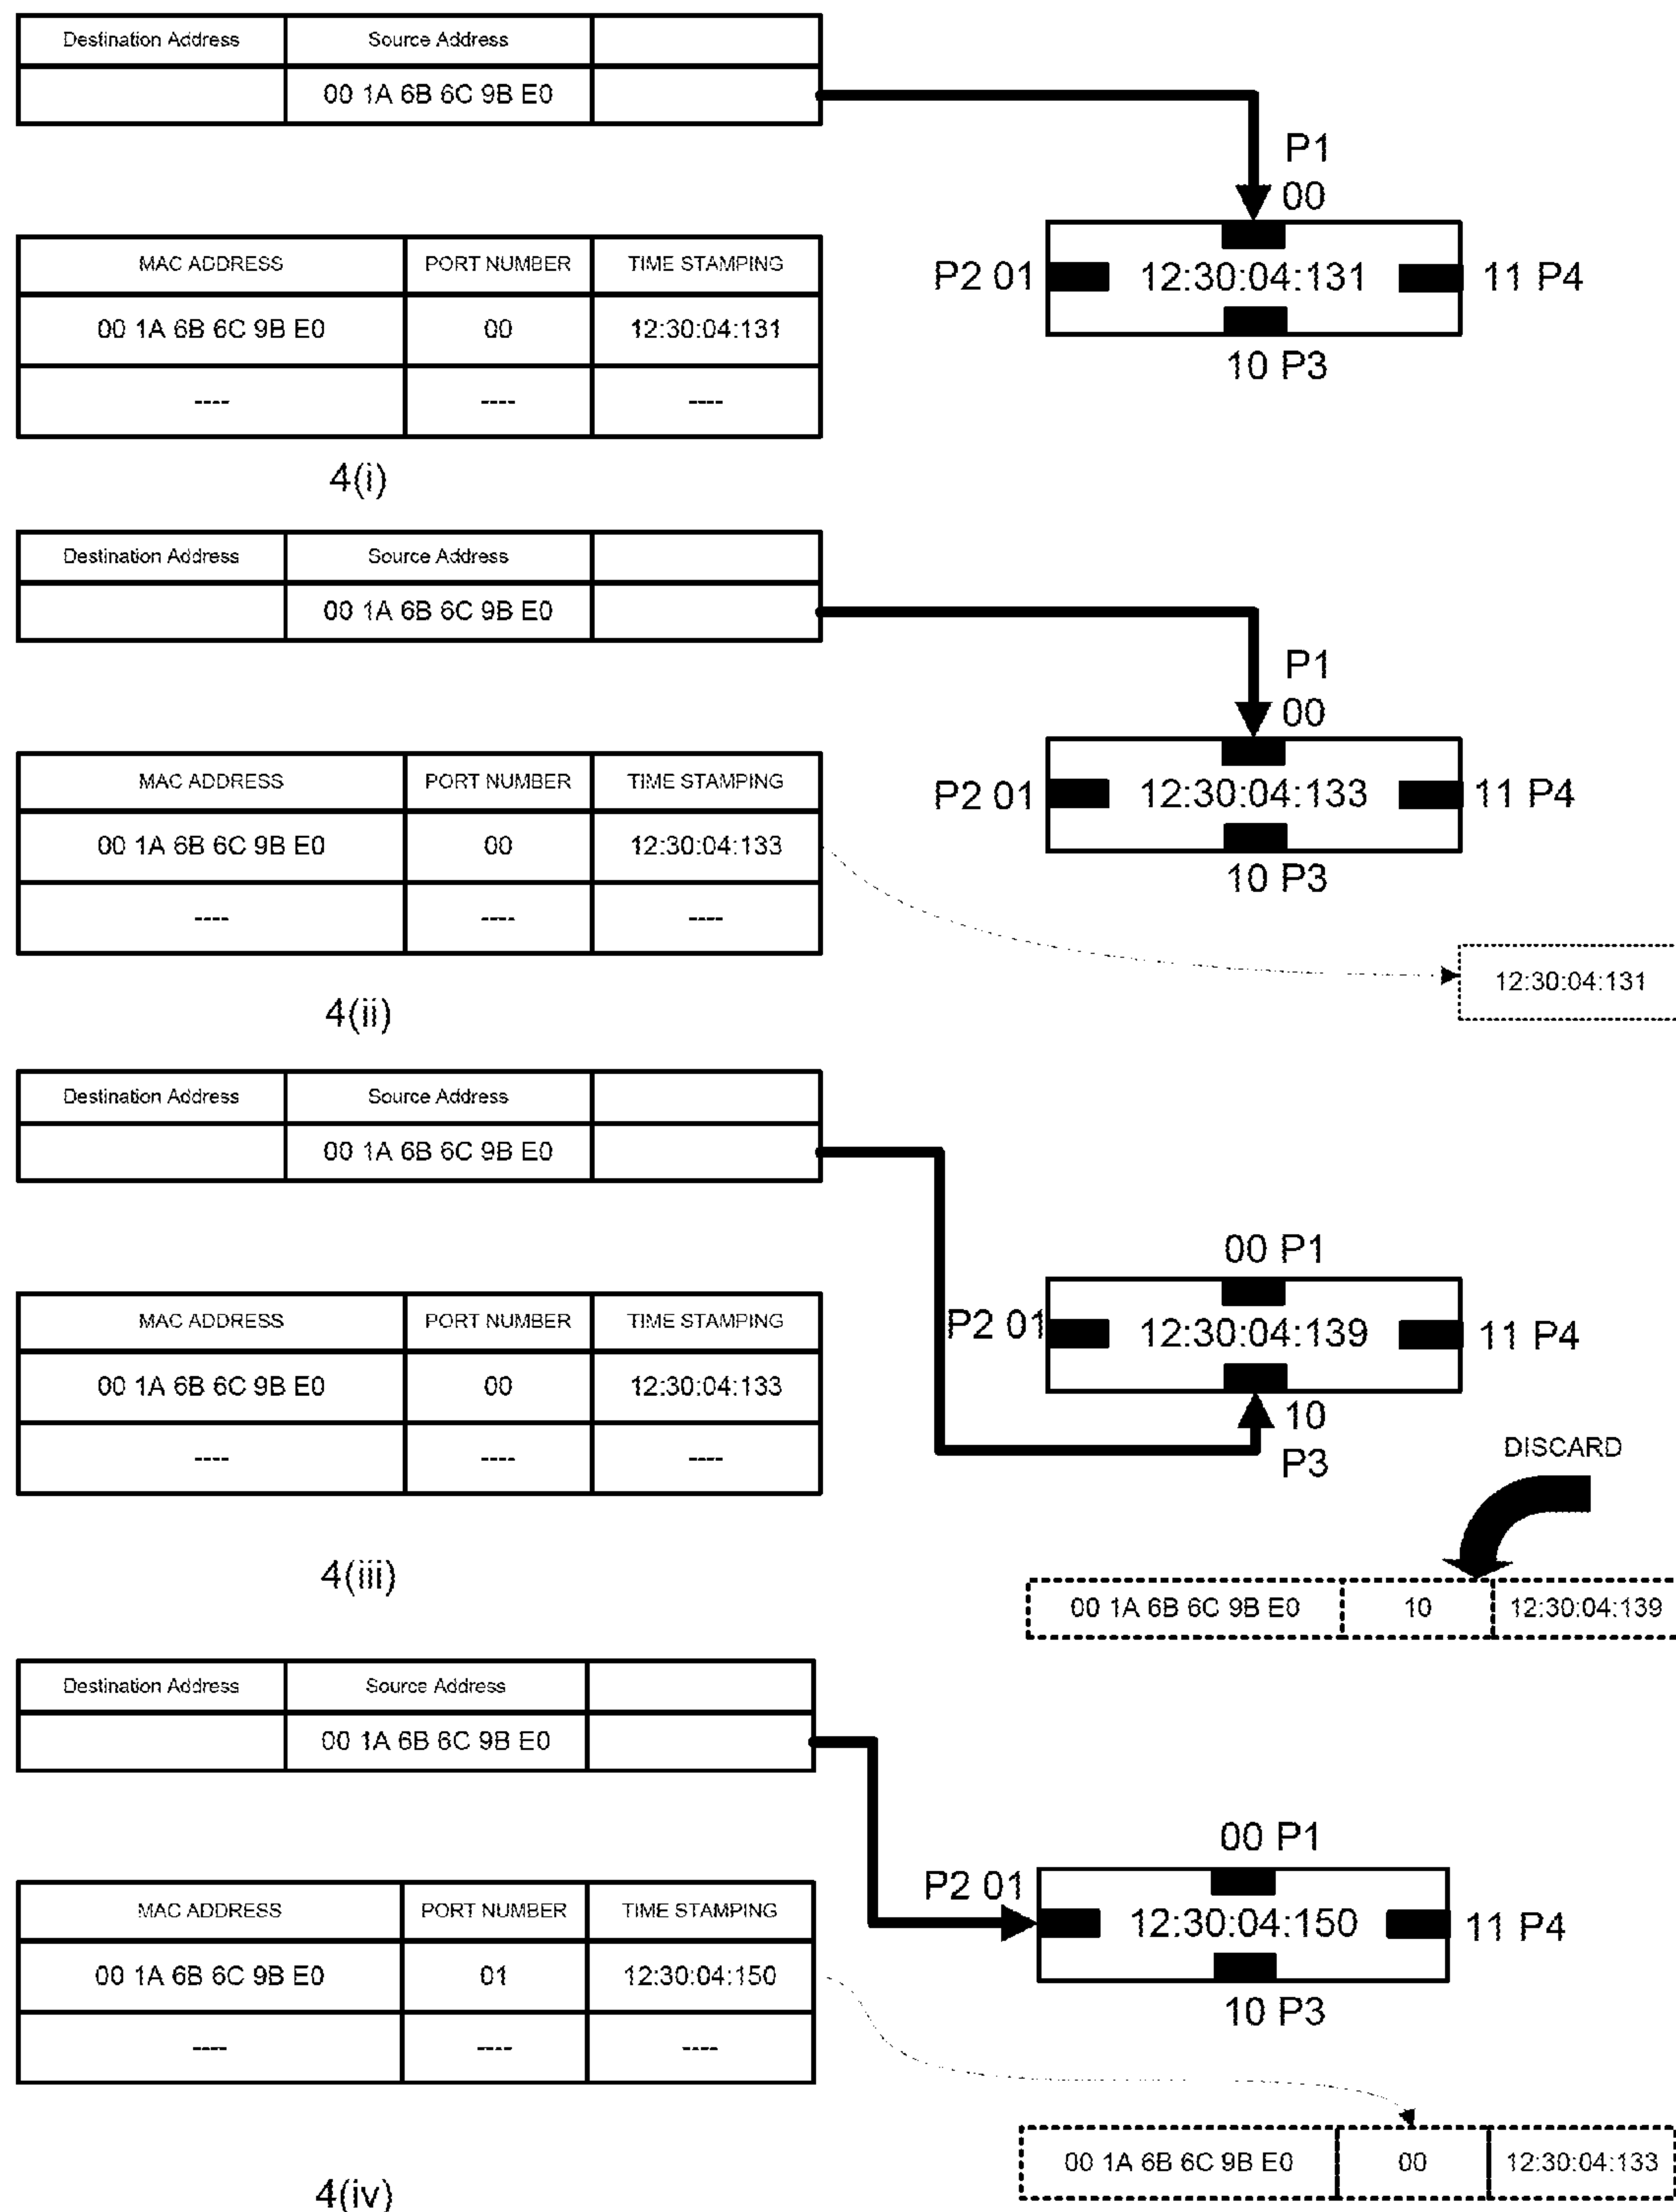 Destination Address Source Address
00 1A 6B 6C 9B E0
P1
00
MAC ADDRESS PORT NUMBER TIME STAMPING
P2 01 12:30:04:131 11 P4
00 1A 6B 6C 9B E0 00 12:30:04:131
10 P3
---- ---- ----
4(i)
Destination Address Source Address
00 1A 6B 6C 9B E0
P1
00
MAC ADDRESS PORT NUMBER TIME STAMPING
P2 01 12:30:04:133 11 P4
00 1A 6B 6C 9B E0 00 12:30:04:133
10 P3
---- ---- ----
12:30:04:131
4(ii)
Destination Address Source Address
00 1A 6B 6C 9B E0
00 P1
MAC ADDRESS PORT NUMBER TIME STAMPING
P2 01 12:30:04:139 11 P4
00 1A 6B 6C 9B E0 00 12:30:04:133
10
P3
---- ---- ----
DISCARD
4(iii)
00 1A 6B 6C 9B E0 10 12:30:04:139
Destination Address Source Address
00 1A 6B 6C 9B E0
00 P1
P2 01
MAC ADDRESS PORT NUMBER TIME STAMPING
12:30:04:150 11 P4
00 1A 6B 6C 9B E0 01 12:30:04:150
10 P3
---- ---- ----
00 1A 6B 6C 9B E0 00 12:30:04:133
4(iv)